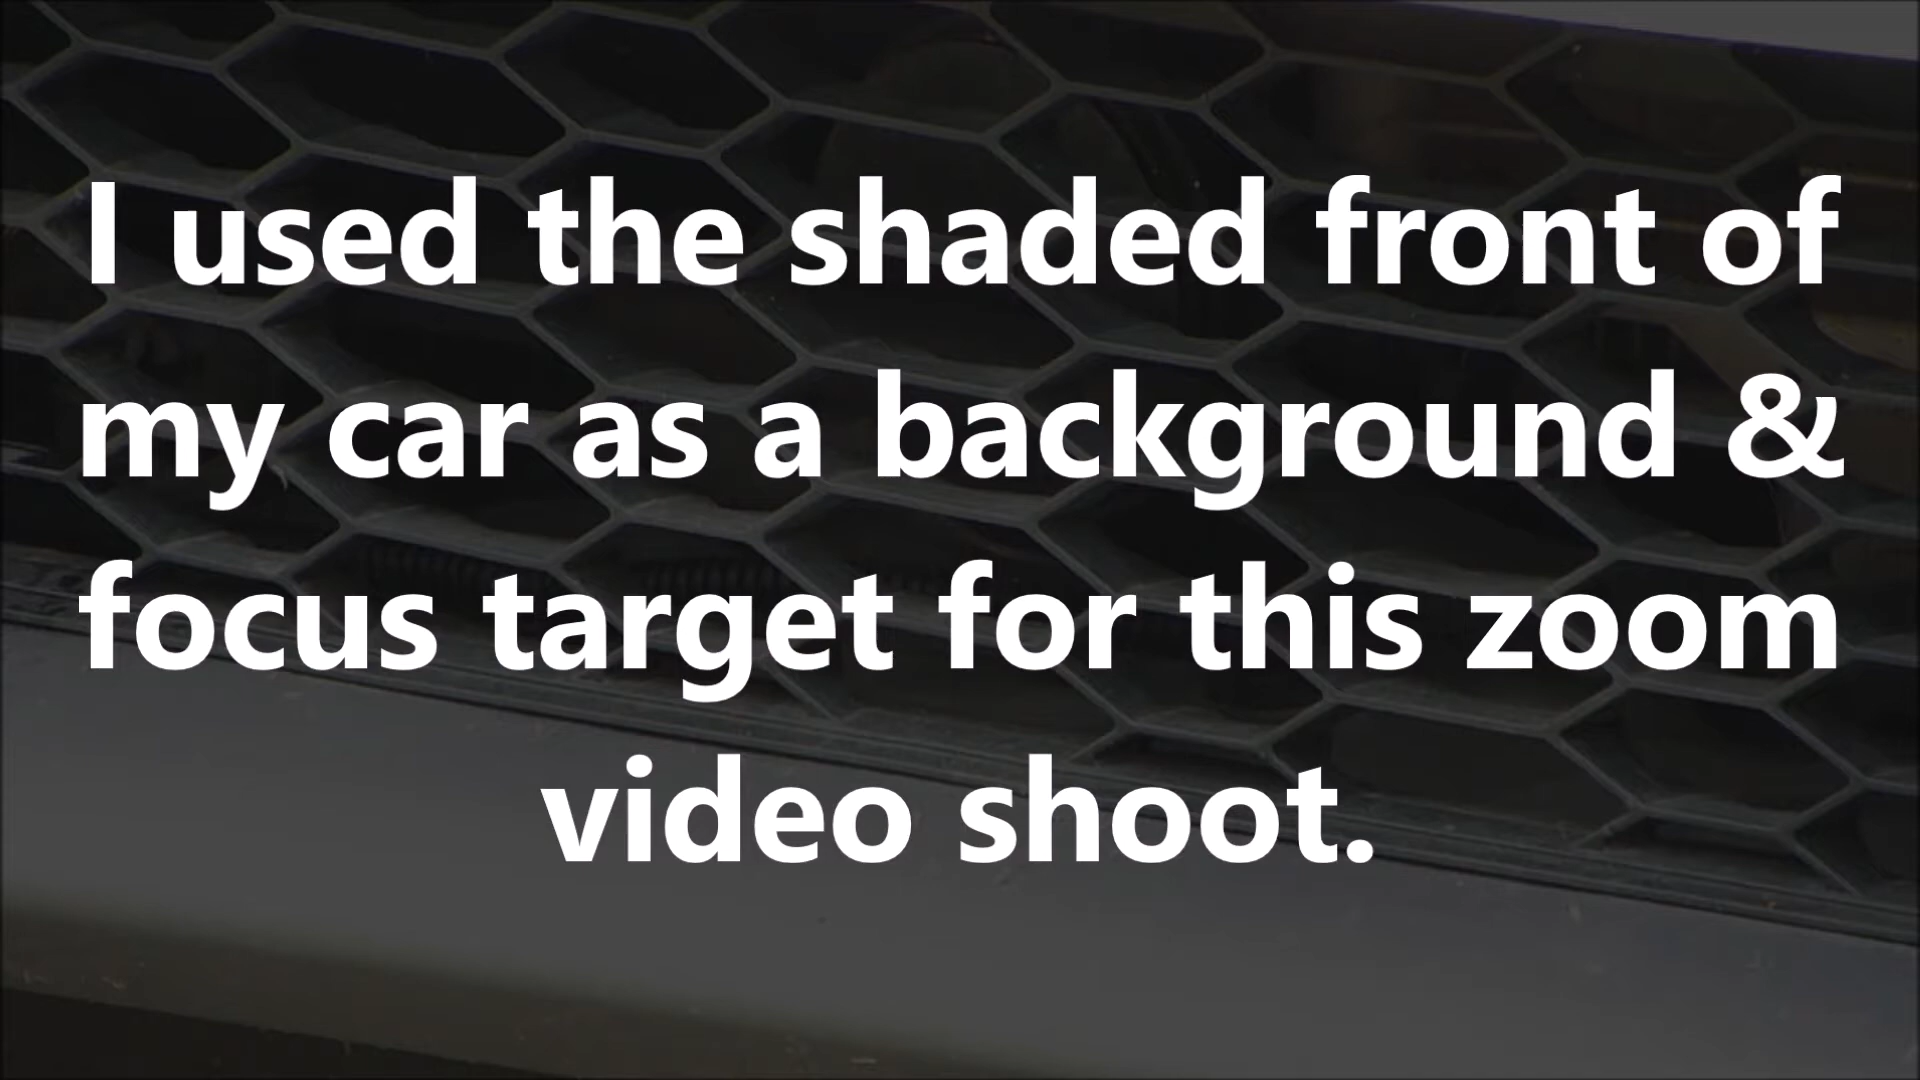 I used the shaded front of
my car as a background &
focus target for this zoom
video shoot.